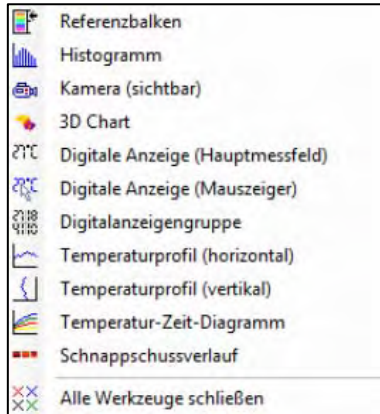 Referenzbalken
Histogramm
Kamera (sichtbar)
3D Chart
Digitale Anzeige (Hauptmessfeld)
Digitale Anzeige (Mauszeiger)
Digitalanzeigengruppe
Temperaturprofil (horizontal)
Temperaturprofil (vertikal)
Temperatur-Zeit-Diagramm
Schnappschussverlauf
Alle Werkzeuge schließen